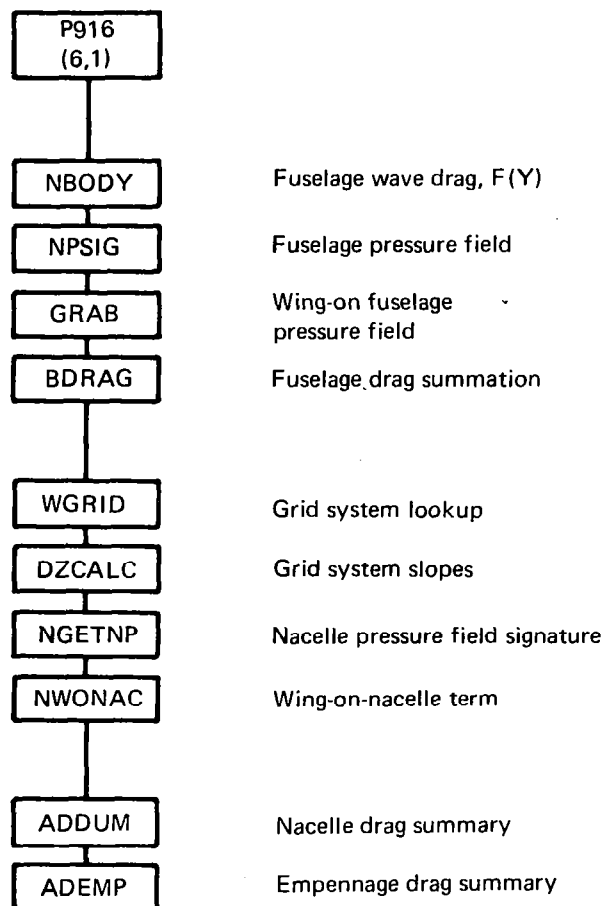 P916
(6,1)
NBODY Fuselage wave drag, F(Y)
NPSIG Fuselage pressure field
GRAB Wing-on fuselage
pressure field
BDRAG Fuselage drag summation
WGRID Grid system lookup
DZCALC Grid system slopes
NGETNP Nacelle pressure field signature
NWONAC Wing-on-nacelle term
ADDUM Nacelle drag summary
ADEMP Empennage drag summary